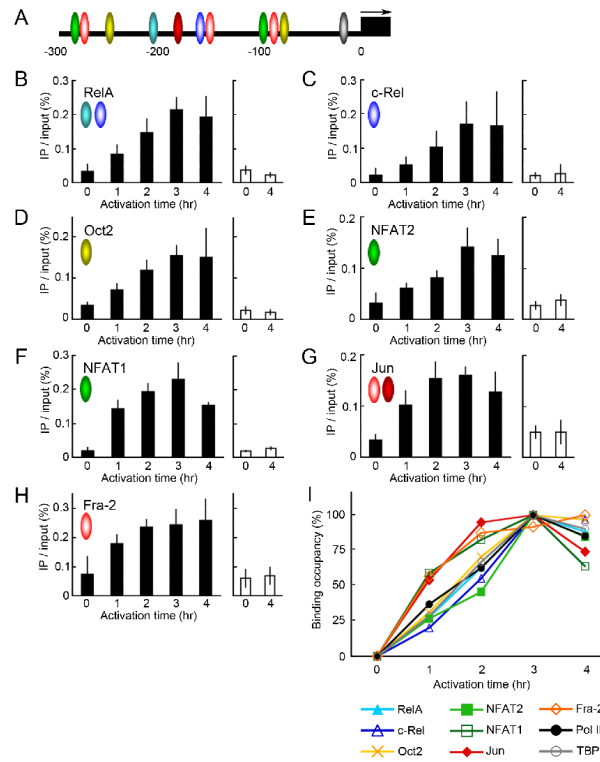 A
-300 -200 -100 0
B
RelA
IP / input (%)
0.3
0.2
0.1
0
0 1 2 3 4 0 4
Activation time (hr)
C
c-Rel
IP / input (%)
0.3
0.2
0.1
0
0 1 2 3 4 0 4
Activation time (hr)
D
Oct2
IP / input (%)
0.2
0.1
0
0 1 2 3 4 0 4
Activation time (hr)
E
NFAT2
IP / input (%)
0.2
0.1
0
0 1 2 3 4 0 4
Activation time (hr)
F
NFAT1
IP / input (%)
0.3
0.2
0.1
0
0 1 2 3 4 0 4
Activation time (hr)
G
Jun
IP / input (%)
0.2
0.1
0
0 1 2 3 4 0 4
Activation time (hr)
H
Fra-2
IP / input (%)
0.3
0.2
0.1
0
0 1 2 3 4 0 4
Activation time (hr)
I
Binding occupancy (%)
100
75
50
25
0
0 1 2 3 4
Activation time (hr)
RelA NFAT2 Fra-2
c-Rel NFAT1 Pol II
Oct2 Jun TBP